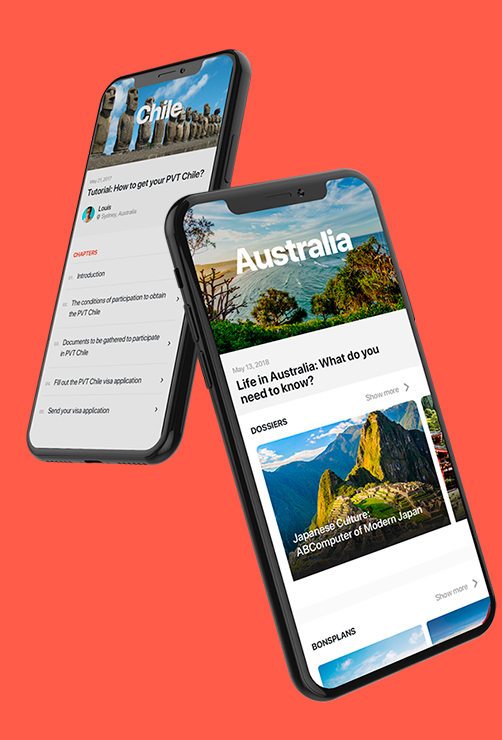 Chile
May 21, 2017
Tutorial: How to get your PVT Chile?
Louis
Sydney, Australia
CHAPTERS
01. Introduction
02. The conditions of participation to obtain
the PVT Chile
03. Documents to be gathered to participate
in PVT Chile
04. Fill out the PVT Chile visa application
05. Send your visa application
Australia
May 13, 2018
Life in Australia: What do you
need to know?
Show more
DOSSIERS
Japanese Culture:
ABComputer of Modern Japan
Show more
BONSPLANS